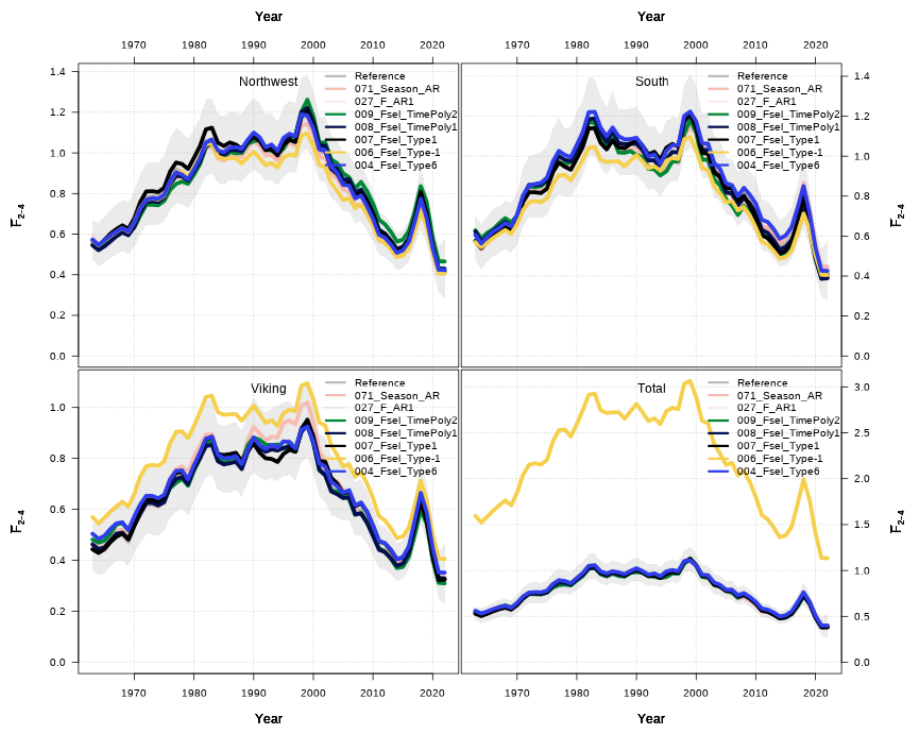 Year Year
1970 1980 1990 2000 2010 2020 1970 1980 1990 2000 2010 2020
Northwest
Reference
071_Season_AR
027_F_AR1
009_Fsel_TimePoly2
008_Fsel_TimePoly1
007_Fsel_Type1
006_Fsel_Type-1
004_Fsel_Type6
1.4
1.2
1.0
0.8
0.6
0.4
0.2
0.0
F̅2−4
South
Reference
071_Season_AR
027_F_AR1
009_Fsel_TimePoly2
008_Fsel_TimePoly1
007_Fsel_Type1
006_Fsel_Type-1
004_Fsel_Type6
1.4
1.2
1.0
0.8
0.6
0.4
0.2
0.0
F̅2−4
Viking
Reference
071_Season_AR
027_F_AR1
009_Fsel_TimePoly2
008_Fsel_TimePoly1
007_Fsel_Type1
006_Fsel_Type-1
004_Fsel_Type6
1.0
0.8
0.6
0.4
0.2
0.0
F̅2−4
Total
Reference
071_Season_AR
027_F_AR1
009_Fsel_TimePoly2
008_Fsel_TimePoly1
007_Fsel_Type1
006_Fsel_Type-1
004_Fsel_Type6
3.0
2.5
2.0
1.5
1.0
0.5
0.0
F̅2−4
1970 1980 1990 2000 2010 2020 1970 1980 1990 2000 2010 2020
Year Year